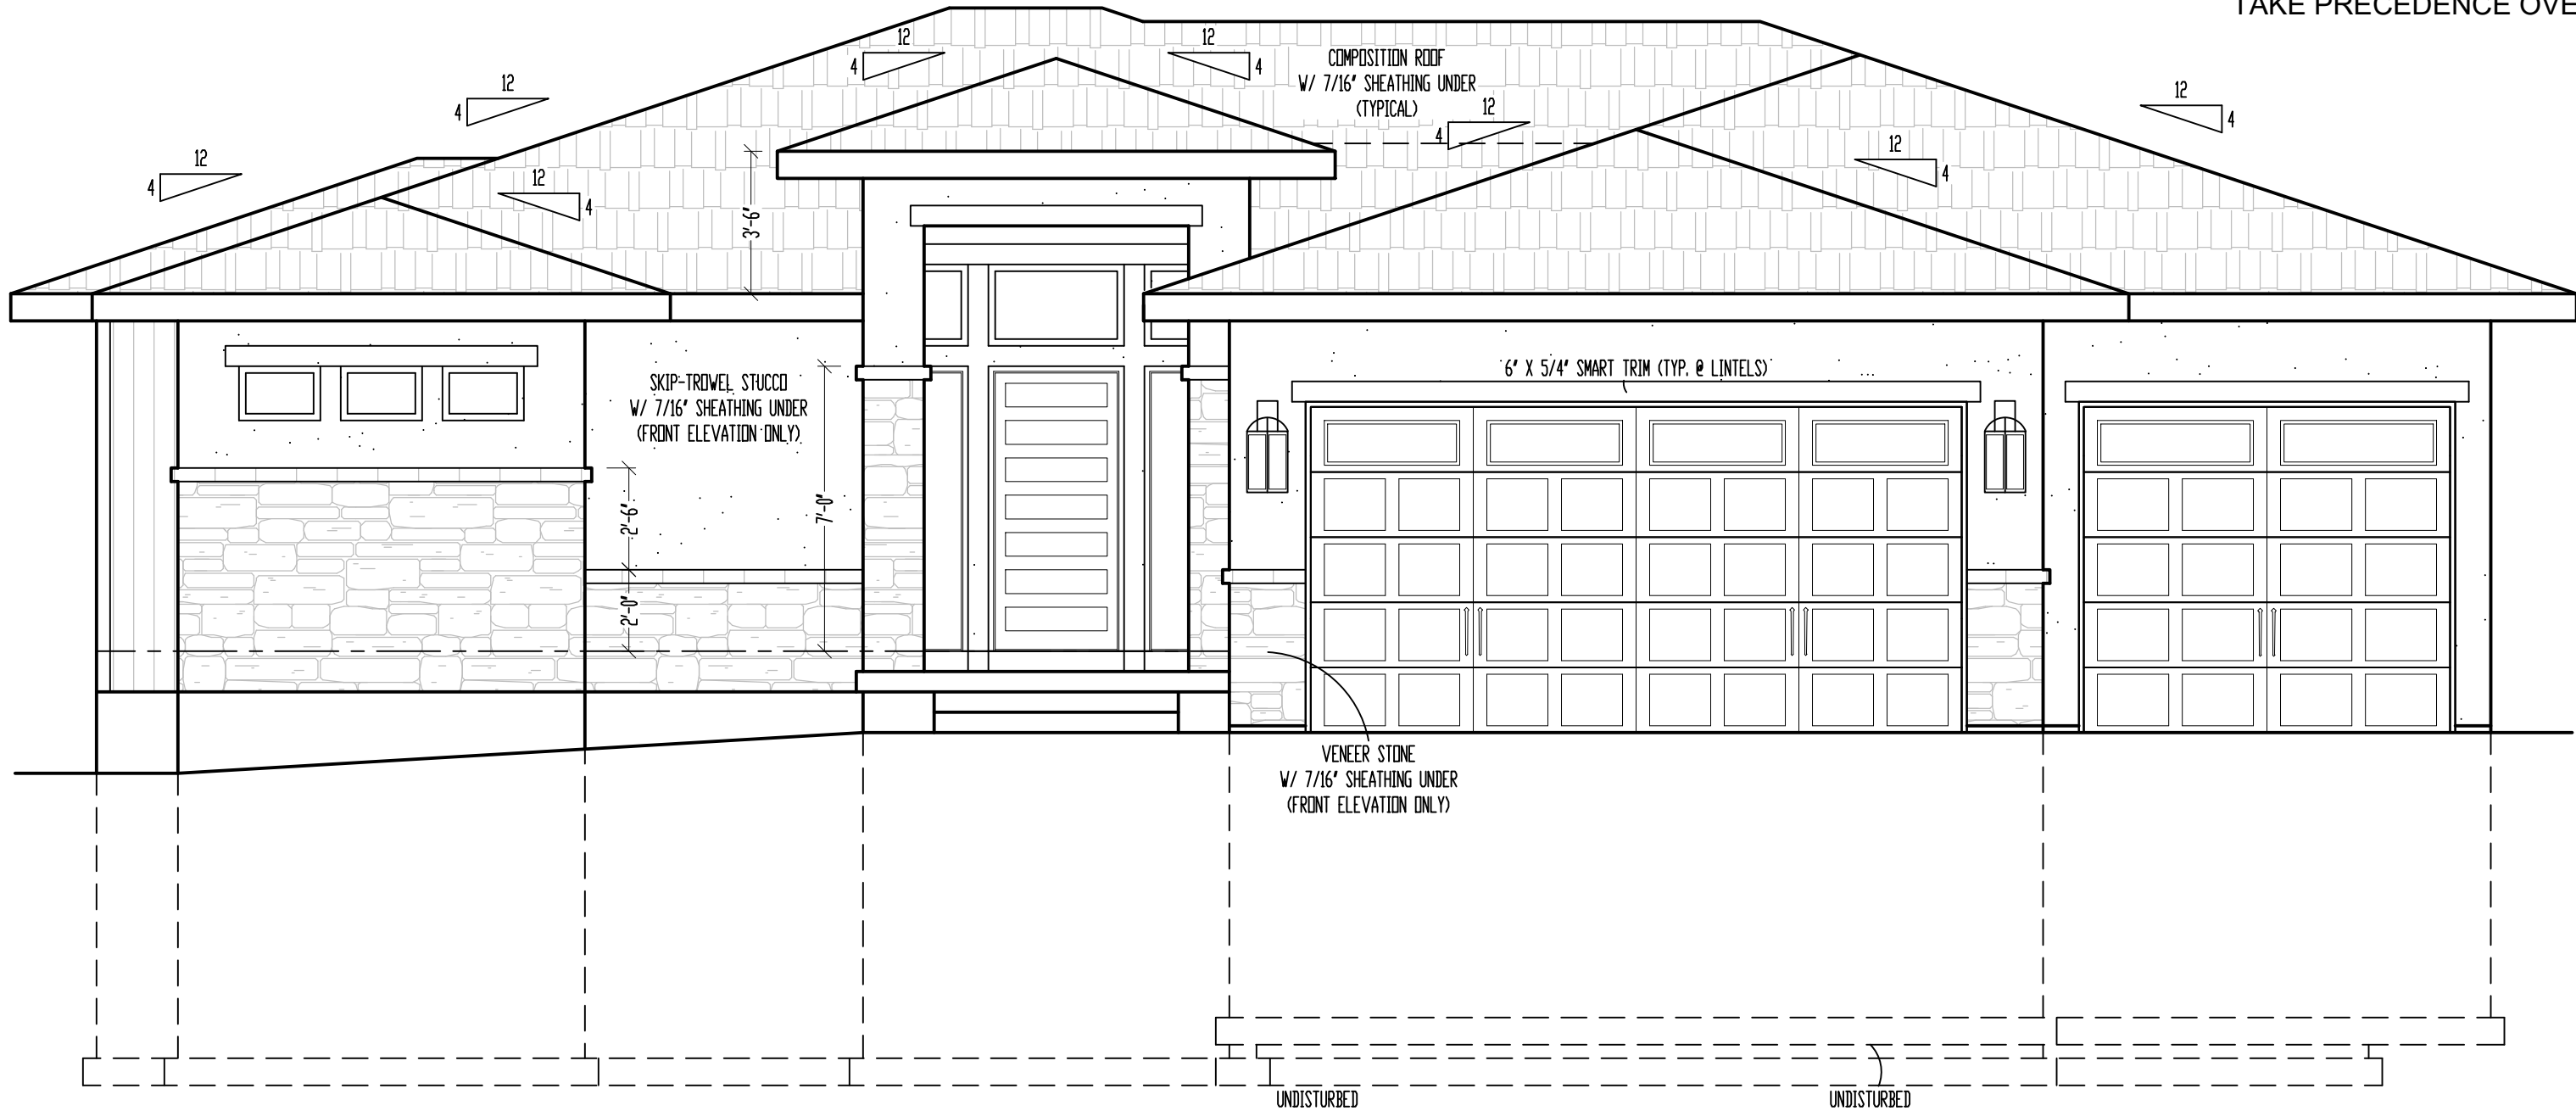 TAKE PRECEDENCE OVE
12
4
12
4
COMPOSITION ROOF
W/ 7/16" SHEATHING UNDER
(TYPICAL)
12
4
12
4
12
4
12
4
12
4
12
4
12
4
3'-6"
SKIP-TROWEL STUCCO
W/ 7/16" SHEATHING UNDER
(FRONT ELEVATION ONLY)
6" X 5/4" SMART TRIM (TYP. @ LINTELS)
2'-6"
7'-0"
2'-0"
VENEER STONE
W/ 7/16" SHEATHING UNDER
(FRONT ELEVATION ONLY)
UNDISTURBED
UNDISTURBED